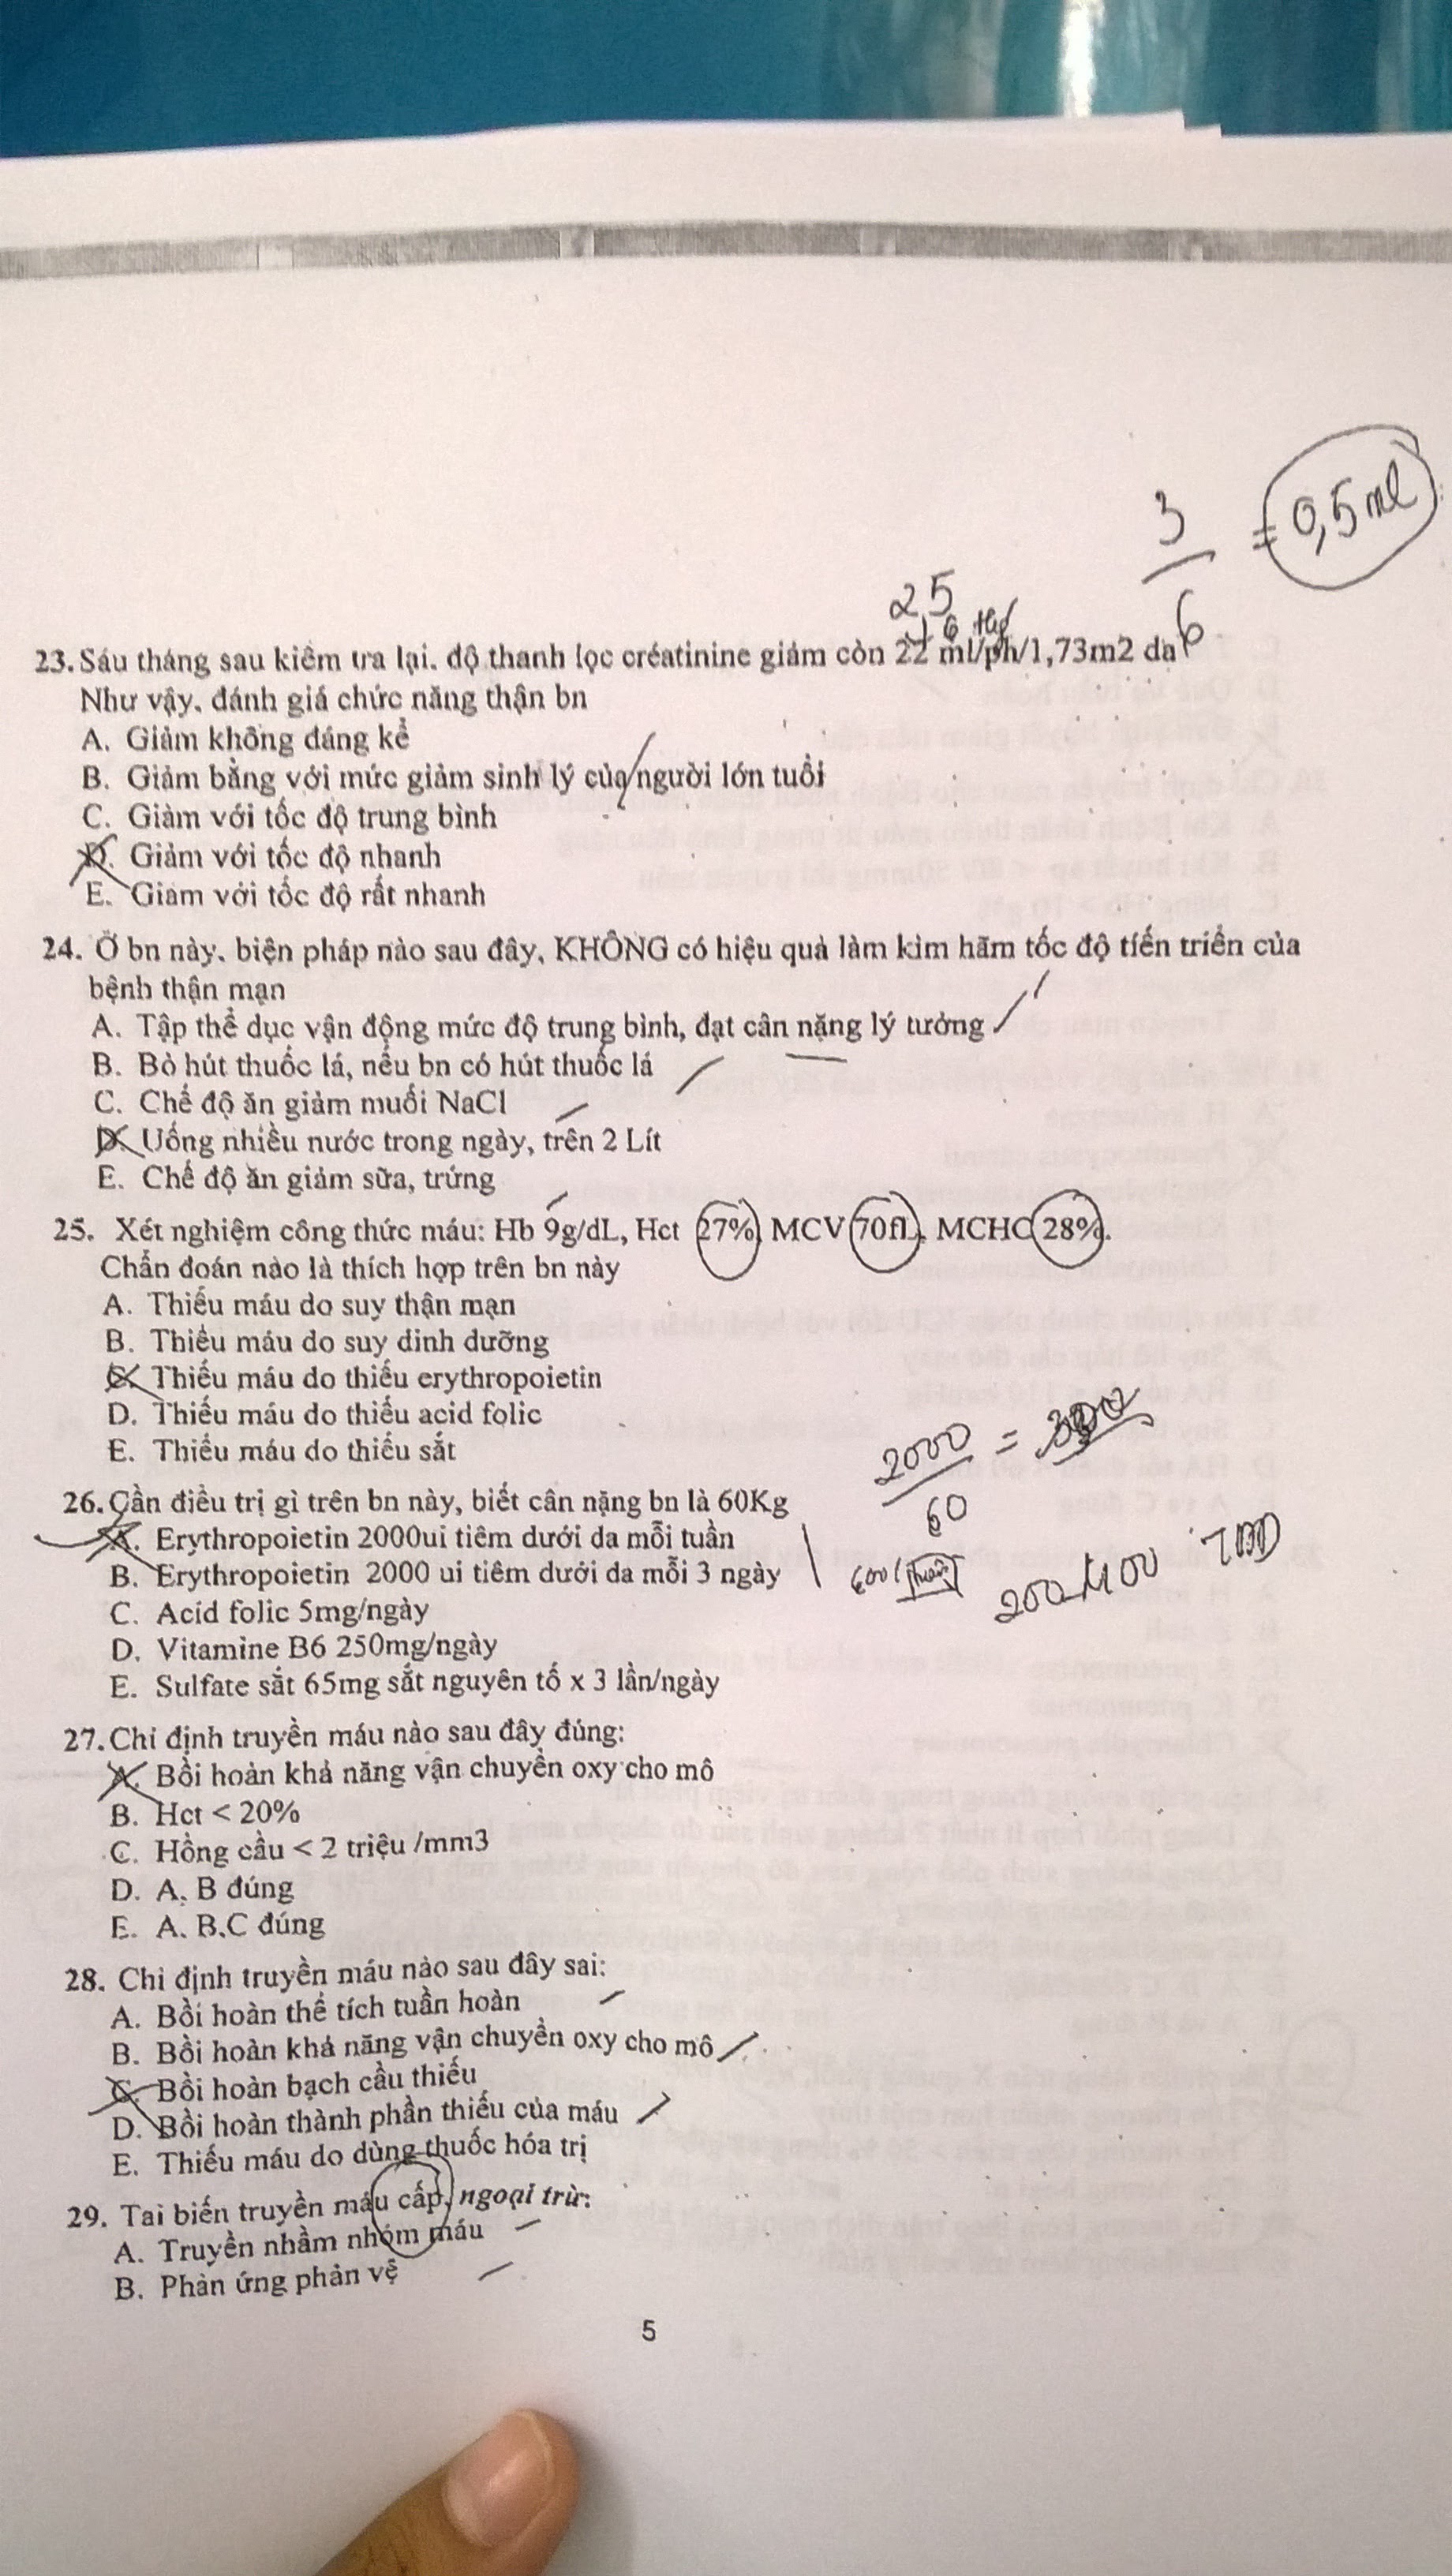 3
6
= 0,5 ml
25
23. Sáu tháng sau kiểm tra lại, độ thanh lọc créatinine giảm còn 22 ml/ph/1,73m2 da
Như vậy, đánh giá chức năng thận bn
A. Giảm không đáng kể
B. Giảm bằng với mức giảm sinh lý của người lớn tuổi
C. Giảm với tốc độ trung bình
D. Giảm với tốc độ nhanh
E. Giảm với tốc độ rất nhanh
24. Ở bn này, biện pháp nào sau đây, KHÔNG có hiệu quả làm kìm hãm tốc độ tiến triển của
bệnh thận mạn
A. Tập thể dục vận động mức độ trung bình, đạt cân nặng lý tưởng
B. Bỏ hút thuốc lá, nếu bn có hút thuốc lá
C. Chế độ ăn giảm muối NaCl
D. Uống nhiều nước trong ngày, trên 2 Lít
E. Chế độ ăn giảm sữa, trứng
25. Xét nghiệm công thức máu: Hb 9g/dL, Hct 27%, MCV 70fL, MCHC 28%.
Chẩn đoán nào là thích hợp trên bn này
A. Thiếu máu do suy thận mạn
B. Thiếu máu do suy dinh dưỡng
C. Thiếu máu do thiếu erythropoietin
D. Thiếu máu do thiếu acid folic
E. Thiếu máu do thiếu sắt
2000 =
60
26. Cần điều trị gì trên bn này, biết cân nặng bn là 60Kg
A. Erythropoietin 2000ui tiêm dưới da mỗi tuần
B. Erythropoietin 2000 ui tiêm dưới da mỗi 3 ngày
C. Acid folic 5mg/ngày
D. Vitamine B6 250mg/ngày
E. Sulfate sắt 65mg sắt nguyên tố x 3 lần/ngày
27. Chỉ định truyền máu nào sau đây đúng:
A. Bồi hoàn khả năng vận chuyển oxy cho mô
B. Hct < 20%
C. Hồng cầu < 2 triệu /mm3
D. A, B đúng
E. A, B,C đúng
28. Chỉ định truyền máu nào sau đây sai:
A. Bồi hoàn thể tích tuần hoàn
B. Bồi hoàn khả năng vận chuyển oxy cho mô
C. Bồi hoàn bạch cầu thiếu
D. Bồi hoàn thành phần thiếu của máu
E. Thiếu máu do dùng thuốc hóa trị
29. Tai biến truyền máu cấp, ngoại trừ:
A. Truyền nhầm nhóm máu
B. Phản ứng phản vệ
5